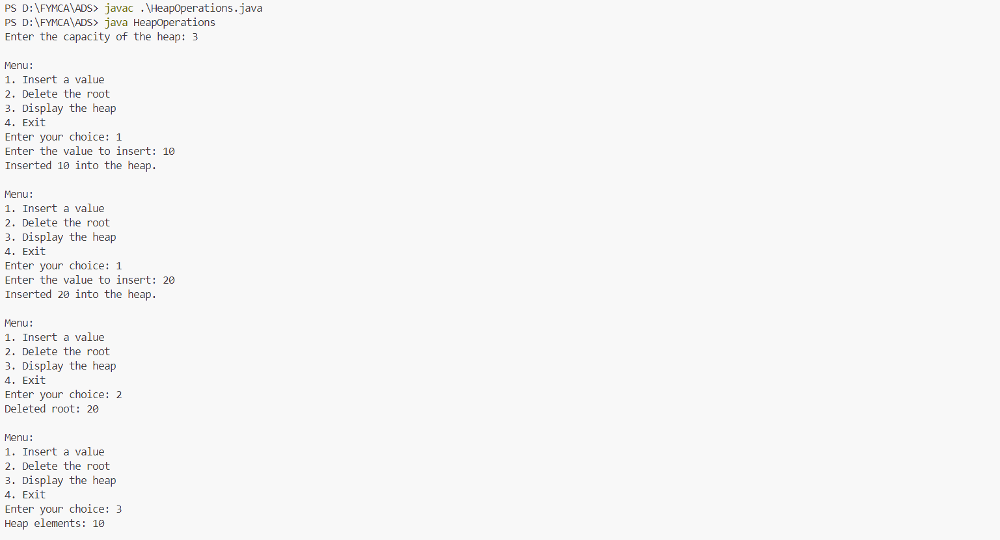 PS D:\FYMCA\ADS> javac .\HeapOperations.java
PS D:\FYMCA\ADS> java HeapOperations
Enter the capacity of the heap: 3

Menu:
1. Insert a value
2. Delete the root
3. Display the heap
4. Exit
Enter your choice: 1
Enter the value to insert: 10
Inserted 10 into the heap.

Menu:
1. Insert a value
2. Delete the root
3. Display the heap
4. Exit
Enter your choice: 1
Enter the value to insert: 20
Inserted 20 into the heap.

Menu:
1. Insert a value
2. Delete the root
3. Display the heap
4. Exit
Enter your choice: 2
Deleted root: 20

Menu:
1. Insert a value
2. Delete the root
3. Display the heap
4. Exit
Enter your choice: 3
Heap elements: 10